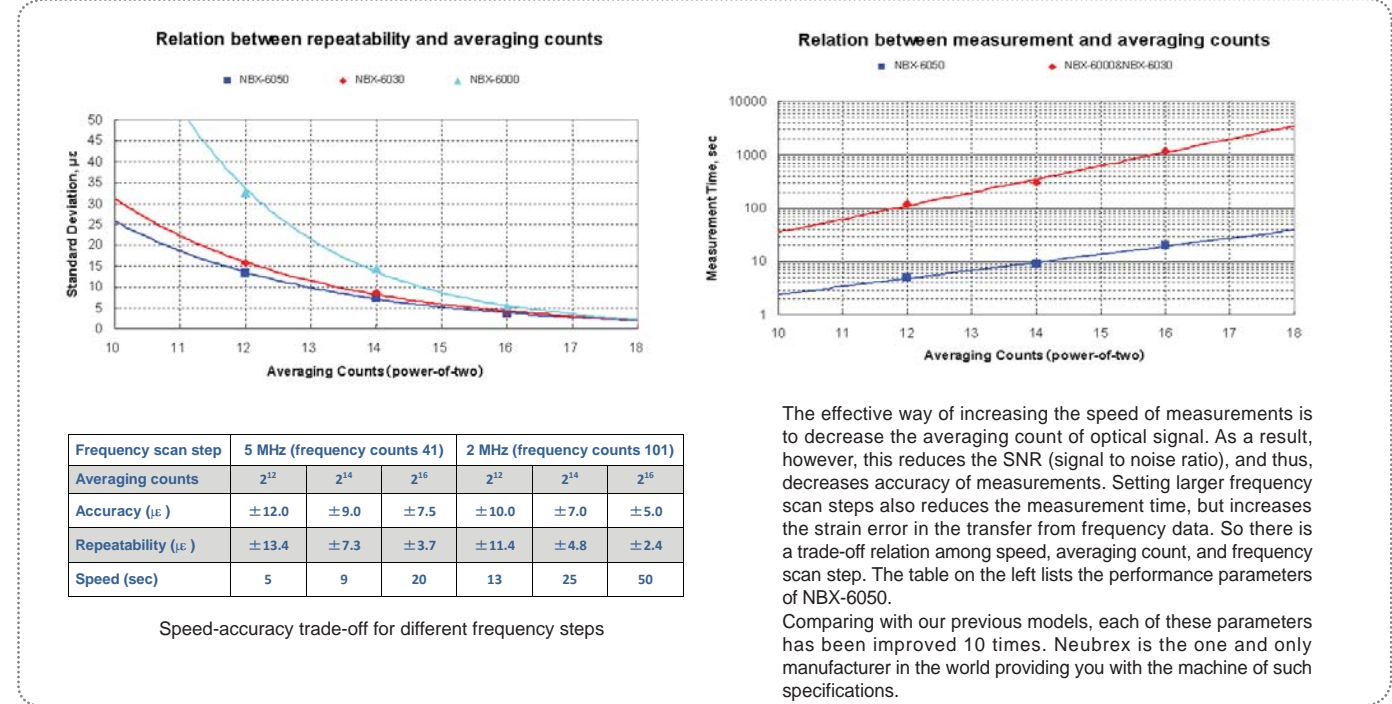 Relation between repeatability and averaging counts
NBX-6050 NBX-6030 NBX-6000
Standard Deviation, με
50
45
40
35
30
25
20
15
10
5
0
10 11 12 13 14 15 16 17 18
Averaging Counts (power-of-two)
Relation between measurement and averaging counts
NBX-6050 NBX-6000&NBX-6030
Measurement Time, sec
10000
1000
100
10
1
10 11 12 13 14 15 16 17 18
Averaging Counts (power-of-two)
Frequency scan step 5 MHz (frequency counts 41) 2 MHz (frequency counts 101)
Averaging counts 2¹² 2¹⁴ 2¹⁶ 2¹² 2¹⁴ 2¹⁶
Accuracy (με ) ±12.0 ±9.0 ±7.5 ±10.0 ±7.0 ±5.0
Repeatability (με ) ±13.4 ±7.3 ±3.7 ±11.4 ±4.8 ±2.4
Speed (sec) 5 9 20 13 25 50
Speed-accuracy trade-off for different frequency steps
The effective way of increasing the speed of measurements is
to decrease the averaging count of optical signal. As a result,
however, this reduces the SNR (signal to noise ratio), and thus,
decreases accuracy of measurements. Setting larger frequency
scan steps also reduces the measurement time, but increases
the strain error in the transfer from frequency data. So there is
a trade-off relation among speed, averaging count, and frequency
scan step. The table on the left lists the performance parameters
of NBX-6050.
Comparing with our previous models, each of these parameters
has been improved 10 times. Neubrex is the one and only
manufacturer in the world providing you with the machine of such
specifications.